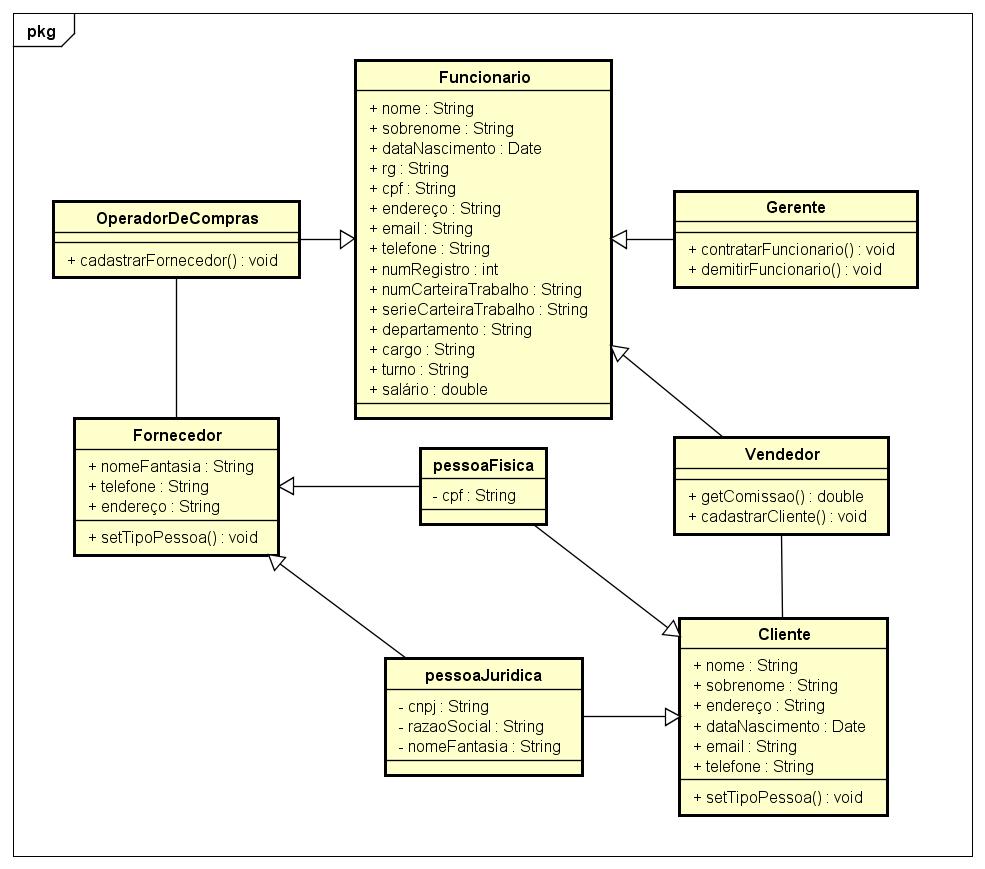 pkg
Funcionario
+ nome : String
+ sobrenome : String
+ dataNascimento : Date
+ rg : String
+ cpf : String
+ endereço : String
+ email : String
+ telefone : String
+ numRegistro : int
+ numCarteiraTrabalho : String
+ serieCarteiraTrabalho : String
+ departamento : String
+ cargo : String
+ turno : String
+ salário : double
OperadorDeCompras
+ cadastrarFornecedor() : void
Gerente
+ contratarFuncionario() : void
+ demitirFuncionario() : void
Fornecedor
+ nomeFantasia : String
+ telefone : String
+ endereço : String
+ setTipoPessoa() : void
pessoaFisica
- cpf : String
Vendedor
+ getComissao() : double
+ cadastrarCliente() : void
pessoaJuridica
- cnpj : String
- razaoSocial : String
- nomeFantasia : String
Cliente
+ nome : String
+ sobrenome : String
+ endereço : String
+ dataNascimento : Date
+ email : String
+ telefone : String
+ setTipoPessoa() : void